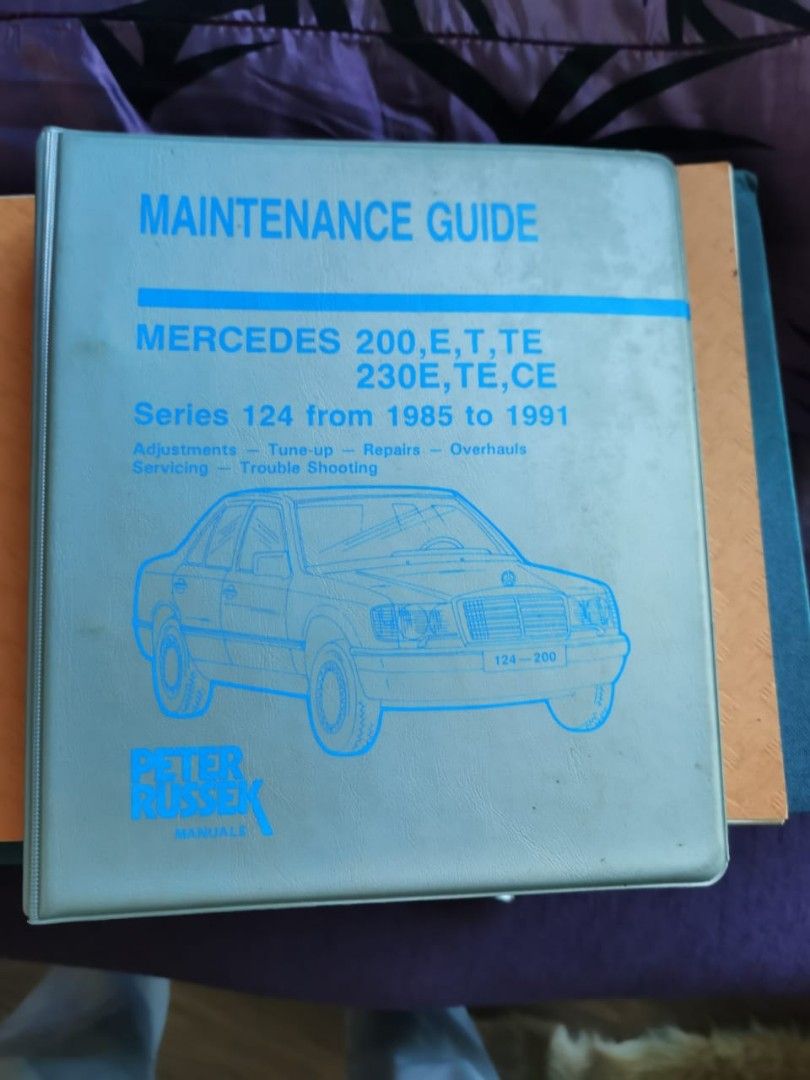 MAINTENANCE GUIDE
MERCEDES 200,E,T,TE
230E,TE,CE
Series 124 from 1985 to 1991
Adjustments — Tune-up — Repairs — Overhauls
Servicing — Trouble Shooting
124—200
PETER
RUSSEK
MANUALS